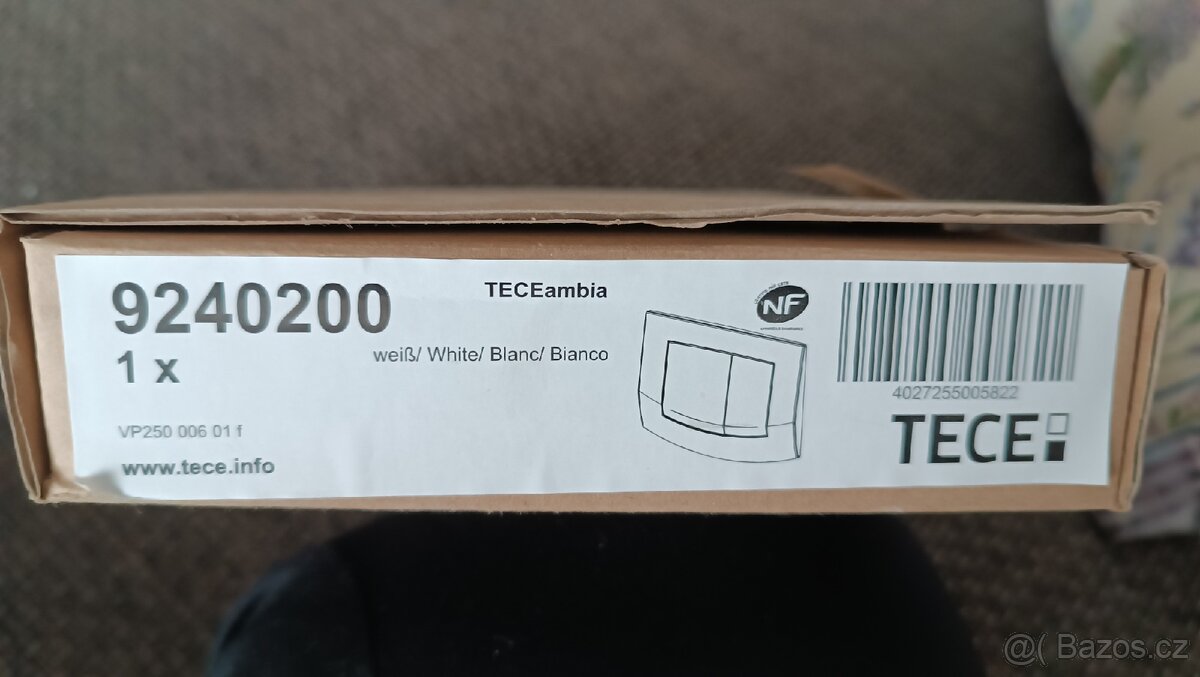 9240200
1 x
TECEambia
weiß/ White/ Blanc/ Bianco
VP250 006 01 f
www.tece.info
NF
4027255005822
TECE
@( Bazos.cz